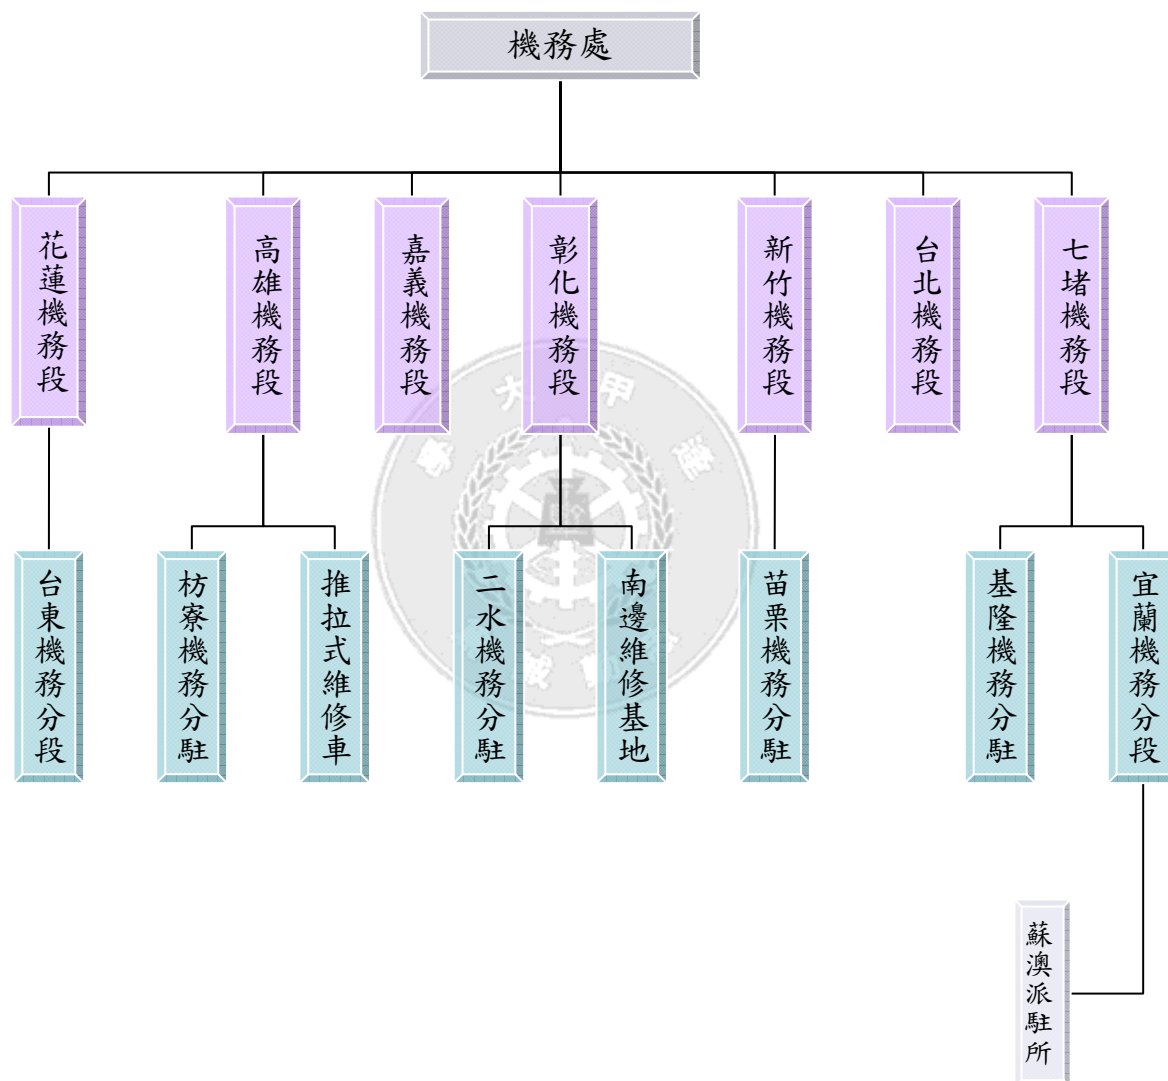 機務處
花蓮機務段
高雄機務段
嘉義機務段
彰化機務段
新竹機務段
台北機務段
七堵機務段
台東機務分段
枋寮機務分駐
推拉式維修車
二水機務分駐
南邊維修基地
苗栗機務分駐
基隆機務分駐
宜蘭機務分段
蘇澳派駐所